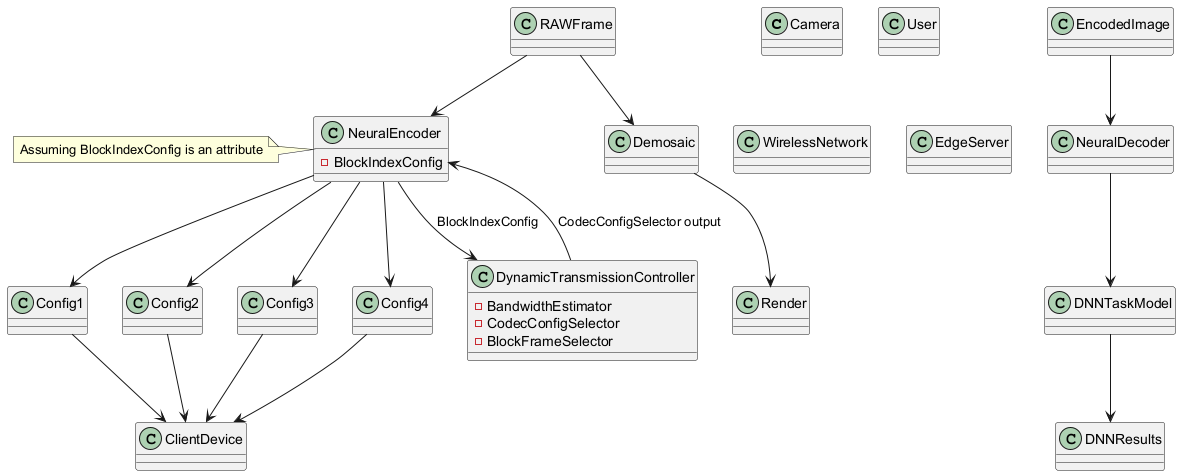 C RAWFrame
C Camera
C User
C EncodedImage
Assuming BlockIndexConfig is an attribute
C NeuralEncoder
BlockIndexConfig
C Demosaic
C WirelessNetwork
C EdgeServer
C NeuralDecoder
BlockIndexConfig
CodecConfigSelector output
C Config1
C Config2
C Config3
C Config4
C DynamicTransmissionController
BandwidthEstimator
CodecConfigSelector
BlockFrameSelector
C Render
C DNNTaskModel
C ClientDevice
C DNNResults